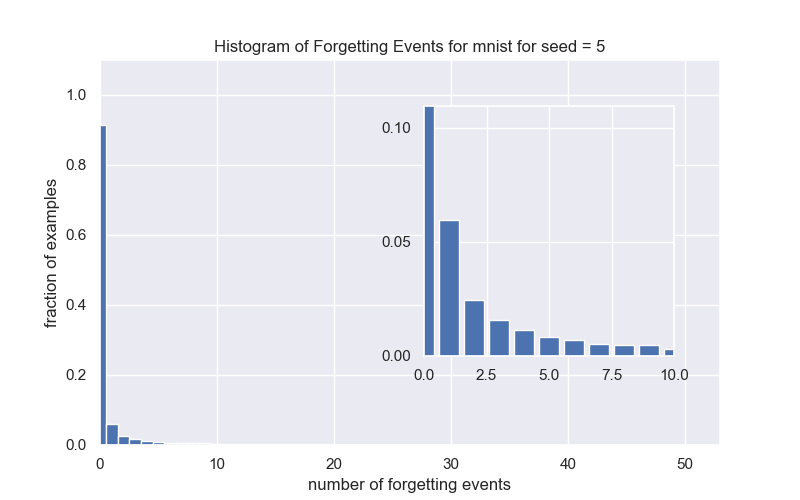 Histogram of Forgetting Events for mnist for seed = 5
1.0
0.8
0.6
0.4
0.2
0.0
fraction of examples
0 10 20 30 40 50
number of forgetting events
0.10
0.05
0.00
0.0 2.5 5.0 7.5 10.0